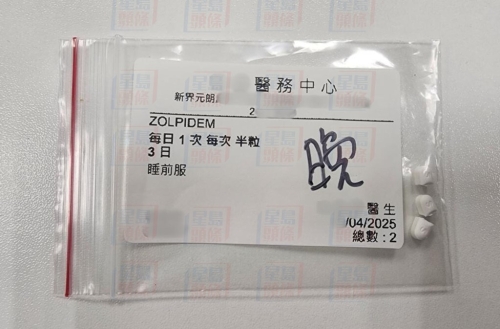 醫務中心
新界元朗
2
ZOLPIDEM
每日 1 次 每次 半粒
3 日
睡前服
晚
醫生
/04/2025
總數 : 2